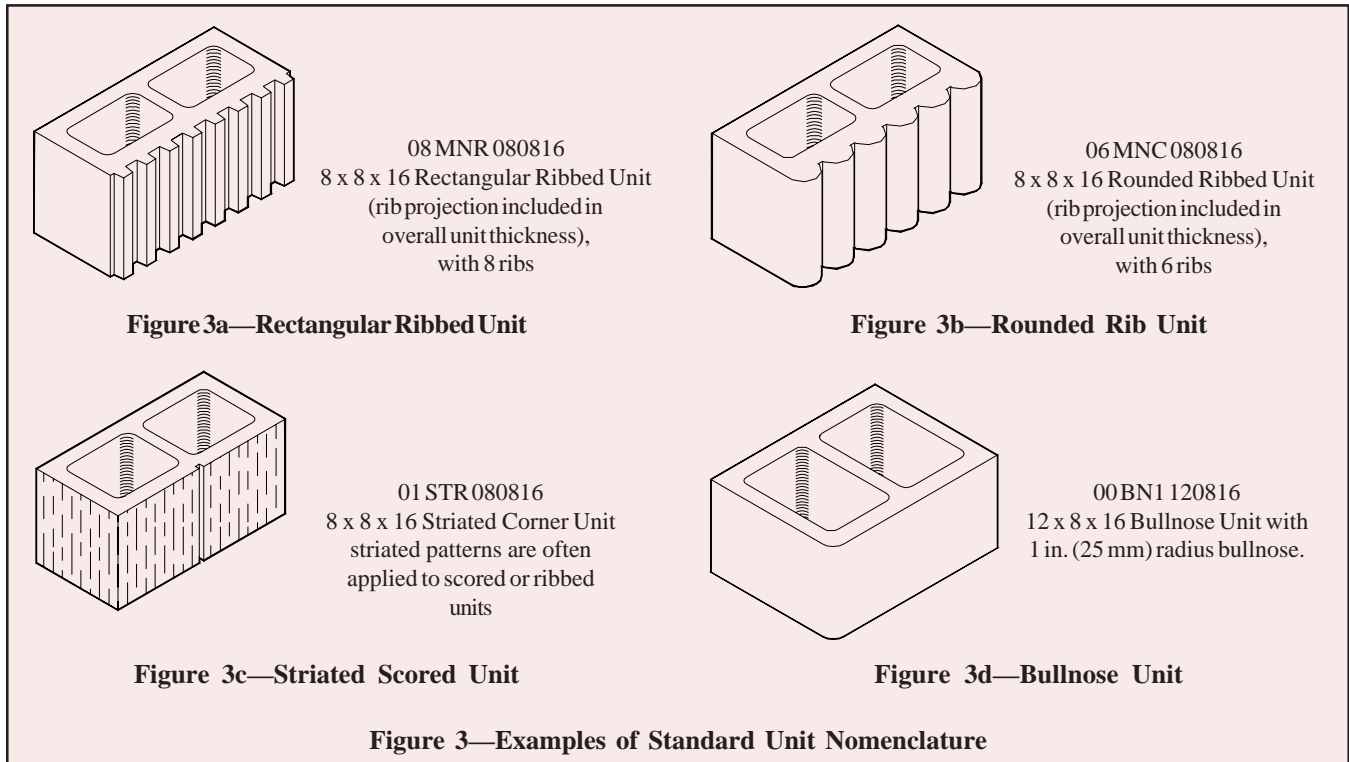 08 MNR 080816
8 x 8 x 16 Rectangular Ribbed Unit
(rib projection included in
overall unit thickness),
with 8 ribs
Figure 3a—Rectangular Ribbed Unit
06 MNC 080816
8 x 8 x 16 Rounded Ribbed Unit
(rib projection included in
overall unit thickness),
with 6 ribs
Figure 3b—Rounded Rib Unit
01 STR 080816
8 x 8 x 16 Striated Corner Unit
striated patterns are often
applied to scored or ribbed
units
Figure 3c—Striated Scored Unit
00 BN1 120816
12 x 8 x 16 Bullnose Unit with
1 in. (25 mm) radius bullnose.
Figure 3d—Bullnose Unit
Figure 3—Examples of Standard Unit Nomenclature